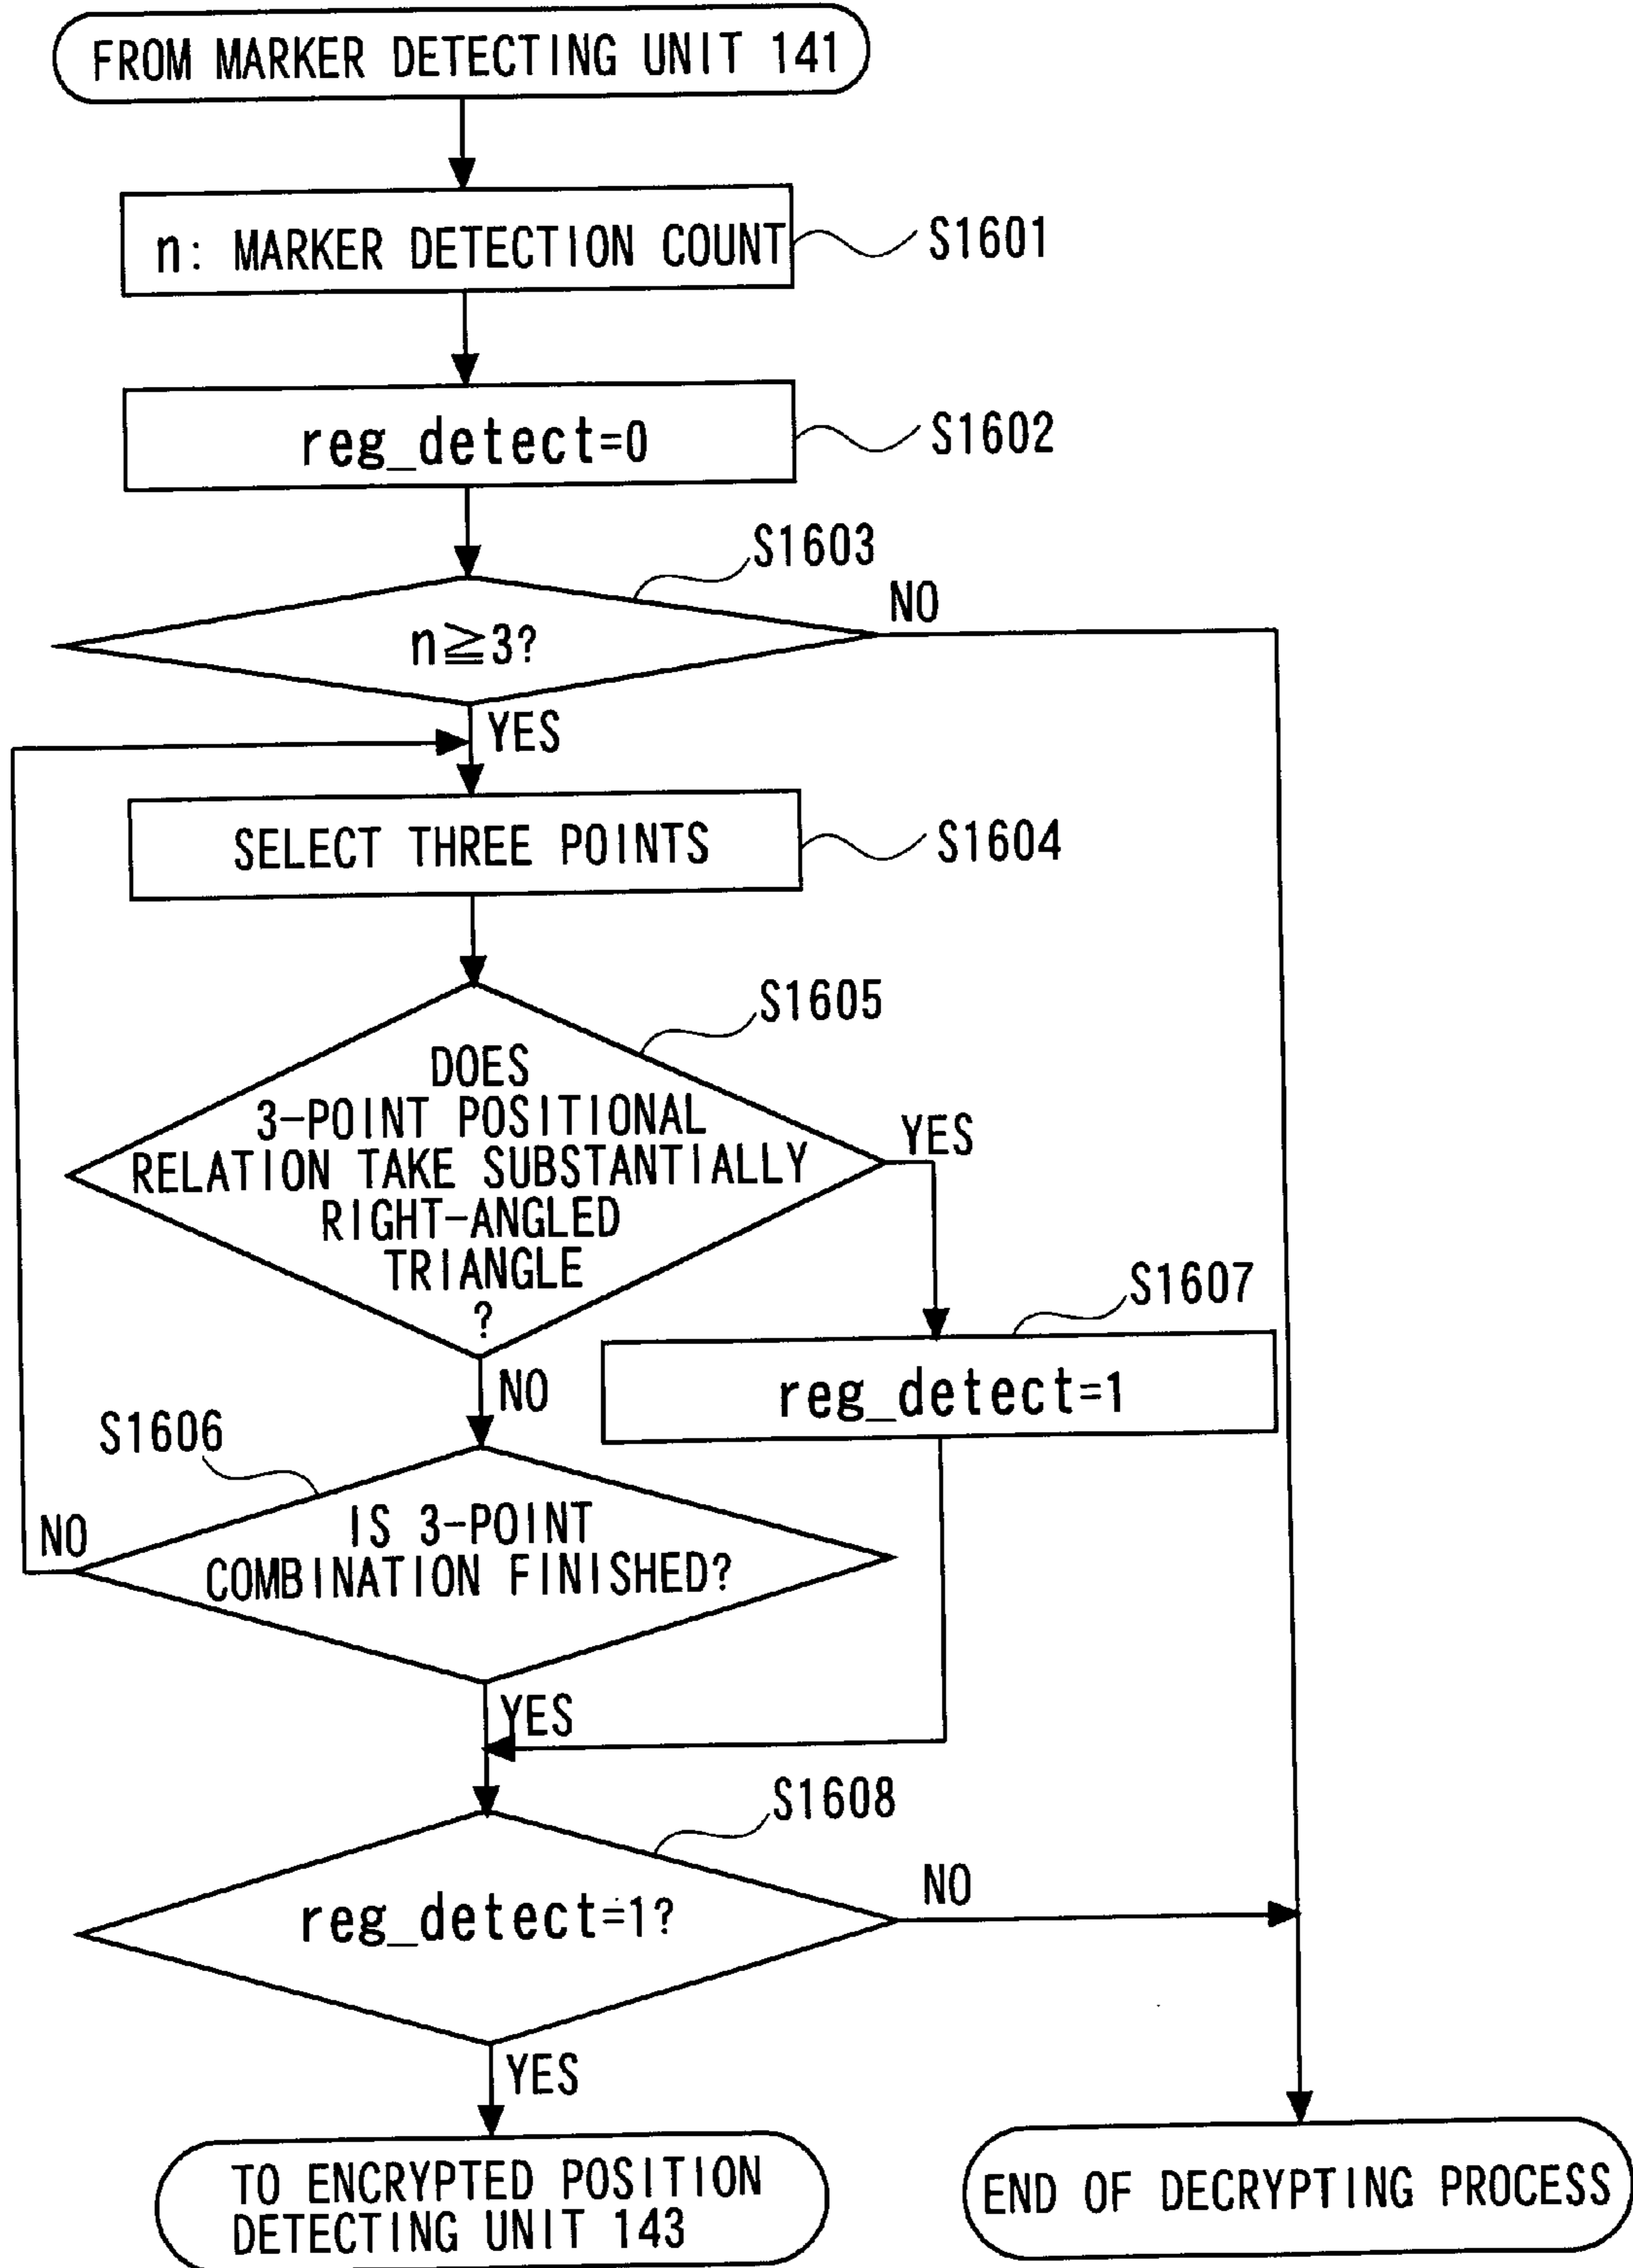 FROM MARKER DETECTING UNIT 141
n: MARKER DETECTION COUNT
S1601
reg_detect=0
S1602
S1603
n≧3?
NO
YES
SELECT THREE POINTS
S1604
S1605
DOES
3-POINT POSITIONAL
RELATION TAKE SUBSTANTIALLY
RIGHT-ANGLED
TRIANGLE
?
YES
NO
S1607
reg_detect=1
S1606
IS 3-POINT
COMBINATION FINISHED?
NO
YES
S1608
reg_detect=1?
NO
YES
TO ENCRYPTED POSITION
DETECTING UNIT 143
END OF DECRYPTING PROCESS